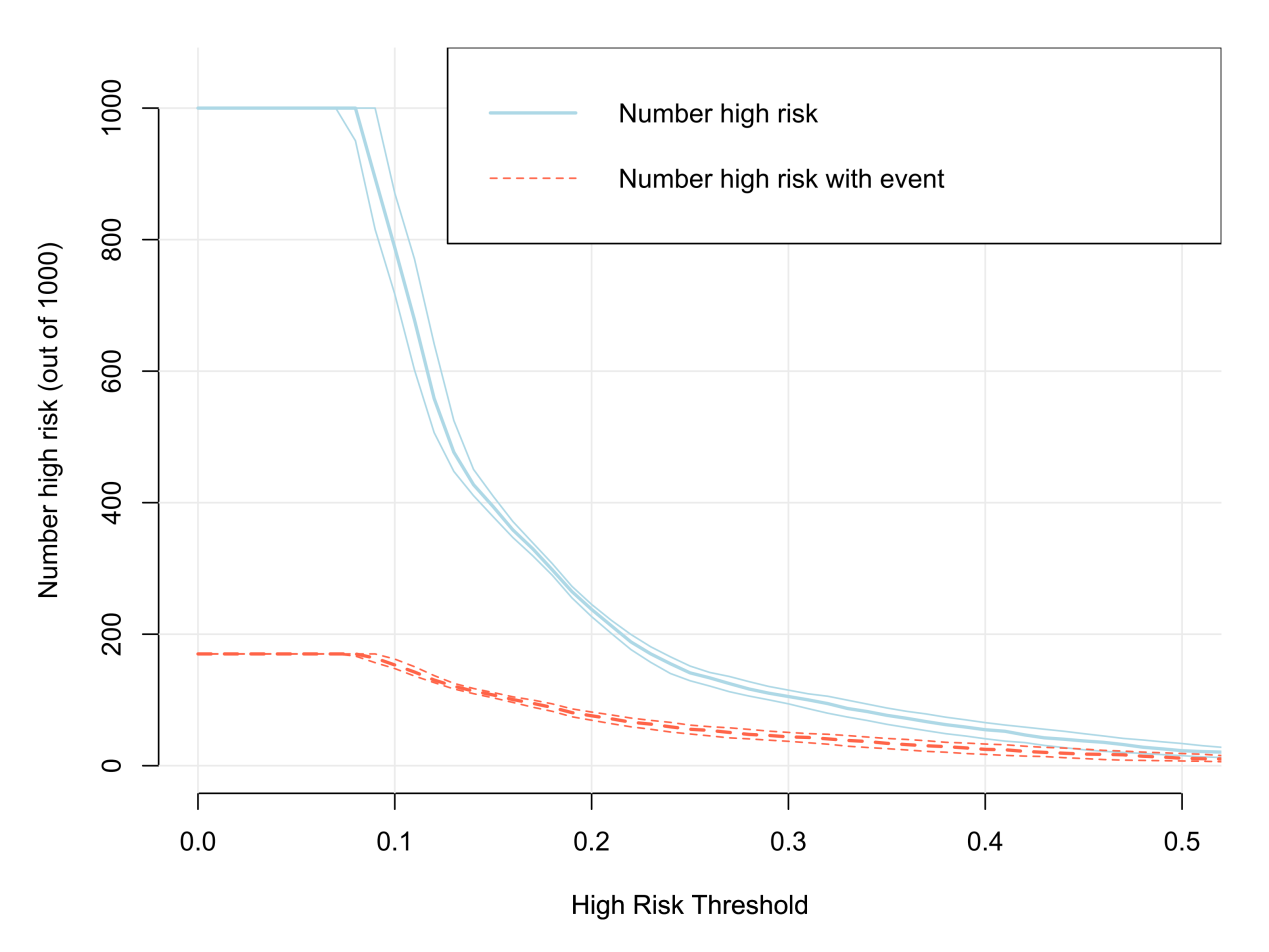 Number high risk
Number high risk with event
Number high risk (out of 1000)
1000
800
600
400
200
0
0.0 0.1 0.2 0.3 0.4 0.5
High Risk Threshold